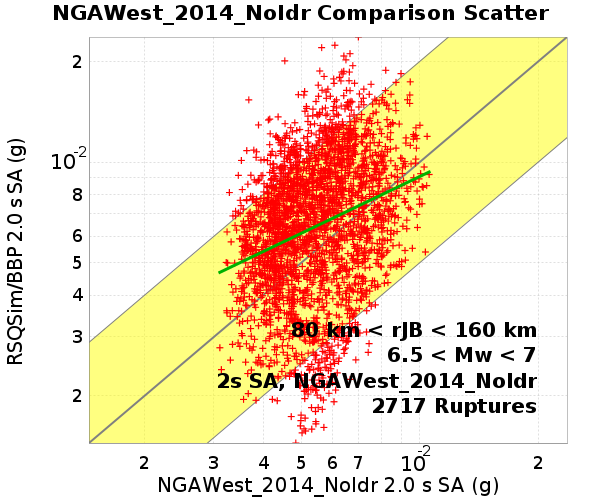 NGAWest_2014_NoIdr Comparison Scatter
RSQSim/BBP 2.0 s SA (g)
2
10-2
8
6
5
4
3
2
80 km < rJB < 160 km
6.5 < Mw < 7
2s SA, NGAWest_2014_NoIdr
2717 Ruptures
2 3 4 5 6 7 10-2 2
NGAWest_2014_NoIdr 2.0 s SA (g)